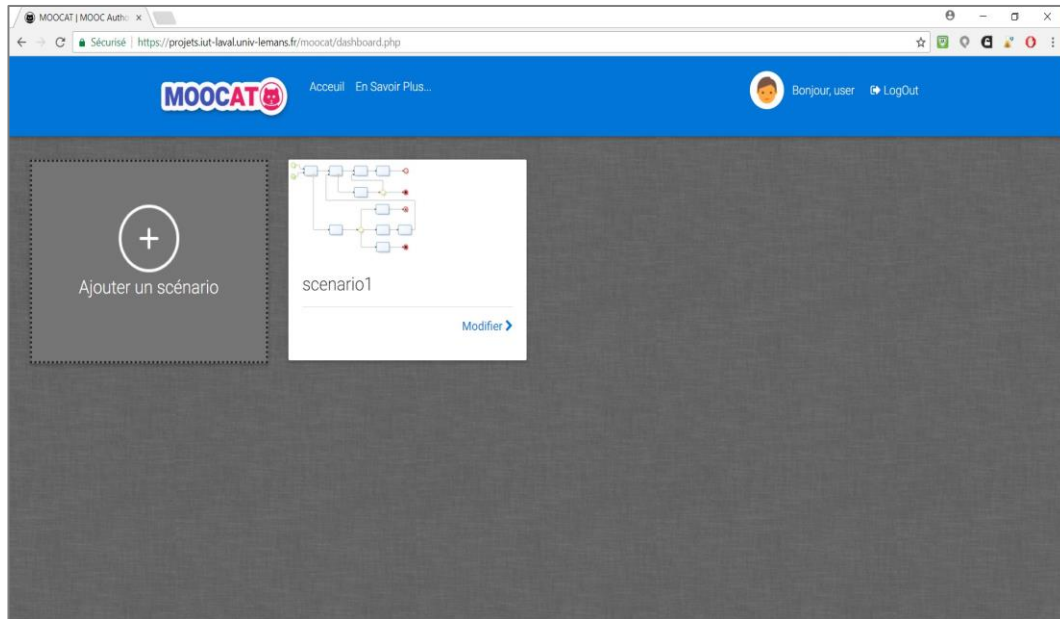 MOOCAT | MOOC Autho
Sécurisé | https://projets.iut-laval.univ-lemans.fr/moocat/dashboard.php
MOOCAT
Acceuil En Savoir Plus...
Bonjour, user LogOut
Ajouter un scénario
scenario1
Modifier